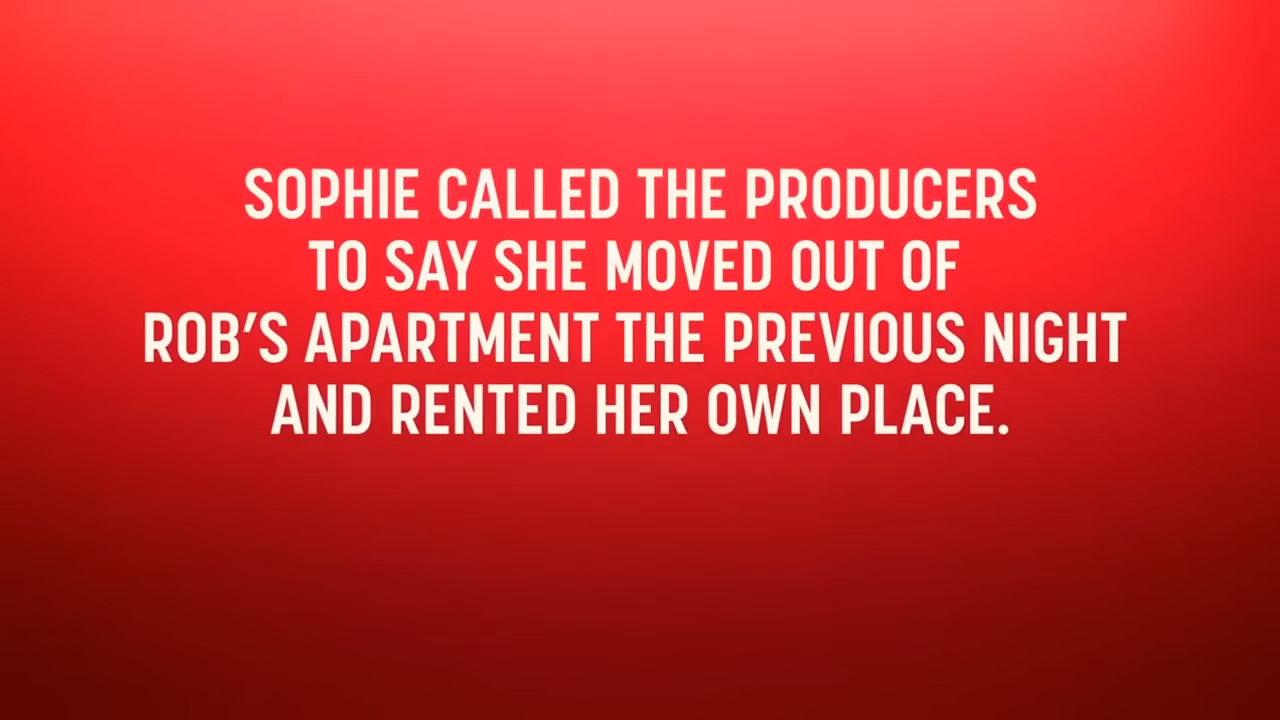 SOPHIE CALLED THE PRODUCERS
TO SAY SHE MOVED OUT OF
ROB'S APARTMENT THE PREVIOUS NIGHT
AND RENTED HER OWN PLACE.